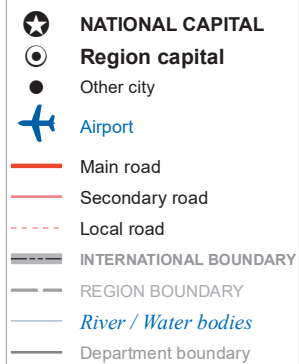 NATIONAL CAPITAL
Region capital
Other city
Airport
Main road
Secondary road
Local road
INTERNATIONAL BOUNDARY
REGION BOUNDARY
River / Water bodies
Department boundary